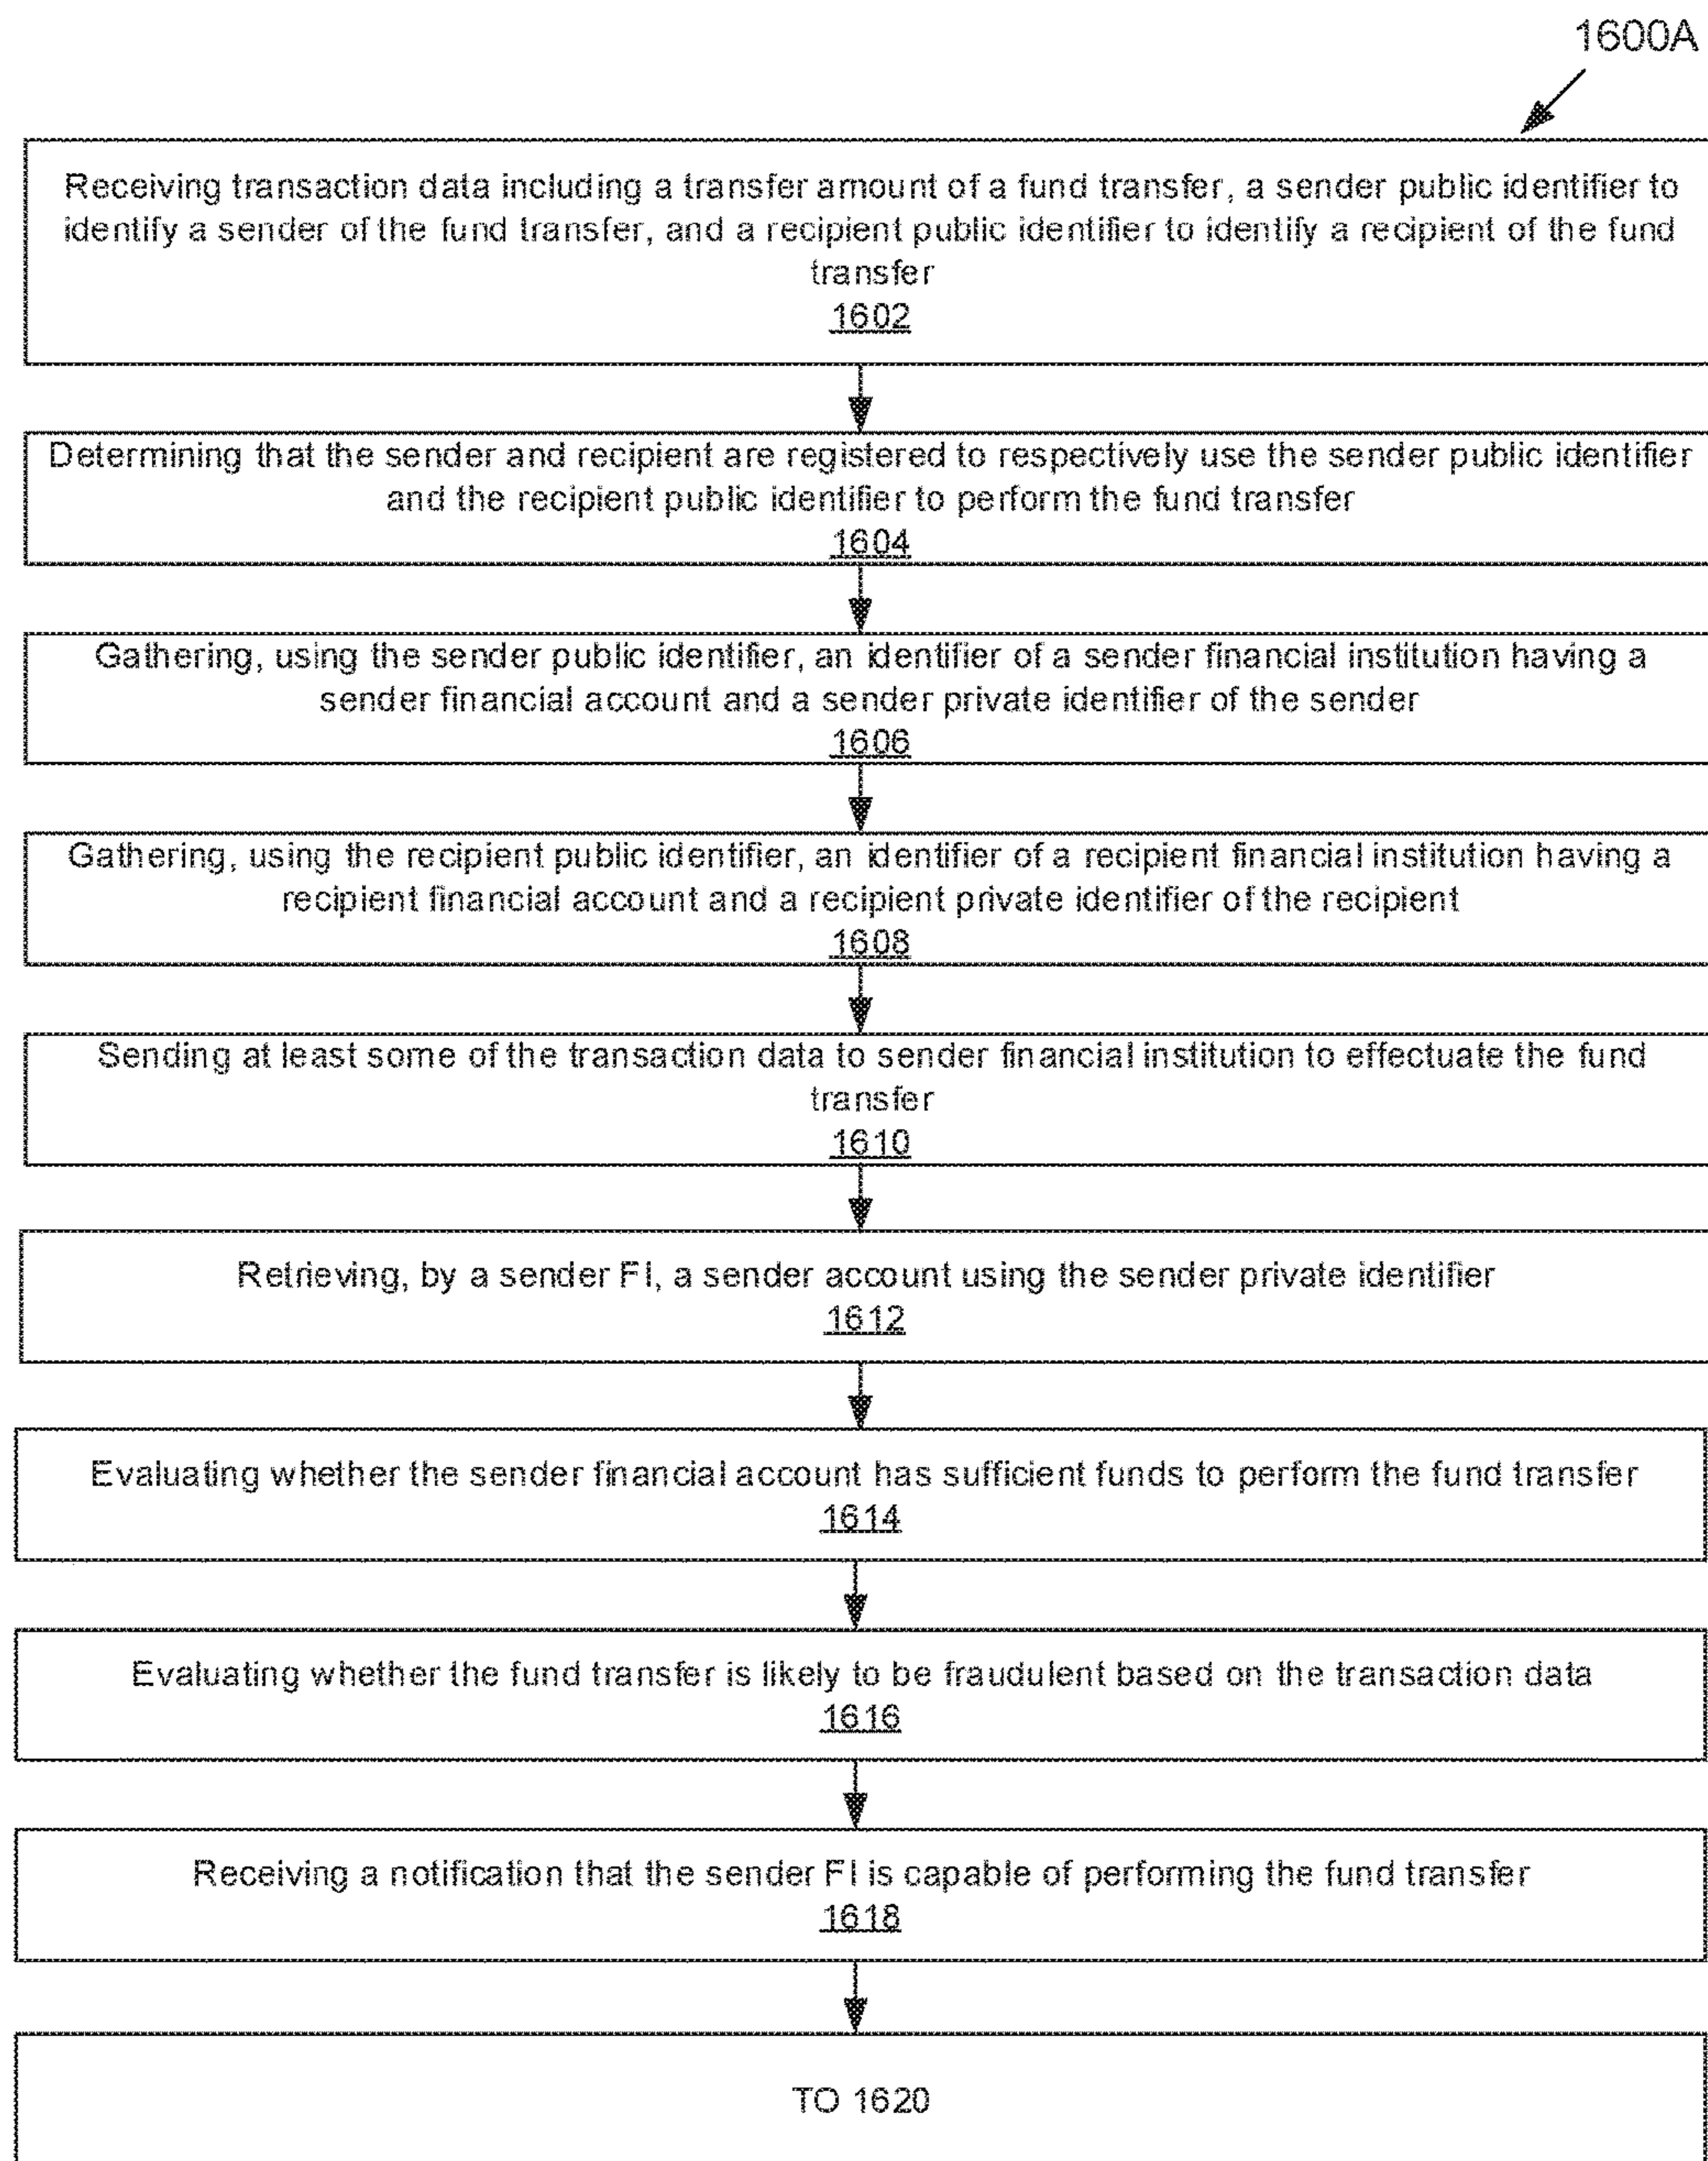 1600A
Receiving transaction data including a transfer amount of a fund transfer, a sender public identifier to
identify a sender of the fund transfer, and a recipient public identifier to identify a recipient of the fund
transfer
1602
Determining that the sender and recipient are registered to respectively use the sender public identifier
and the recipient public identifier to perform the fund transfer
1604
Gathering, using the sender public identifier, an identifier of a sender financial institution having a
sender financial account and a sender private identifier of the sender
1606
Gathering, using the recipient public identifier, an identifier of a recipient financial institution having a
recipient financial account and a recipient private identifier of the recipient
1608
Sending at least some of the transaction data to sender financial institution to effectuate the fund
transfer
1610
Retrieving, by a sender FI, a sender account using the sender private identifier
1612
Evaluating whether the sender financial account has sufficient funds to perform the fund transfer
1614
Evaluating whether the fund transfer is likely to be fraudulent based on the transaction data
1616
Receiving a notification that the sender FI is capable of performing the fund transfer
1618
TO 1620